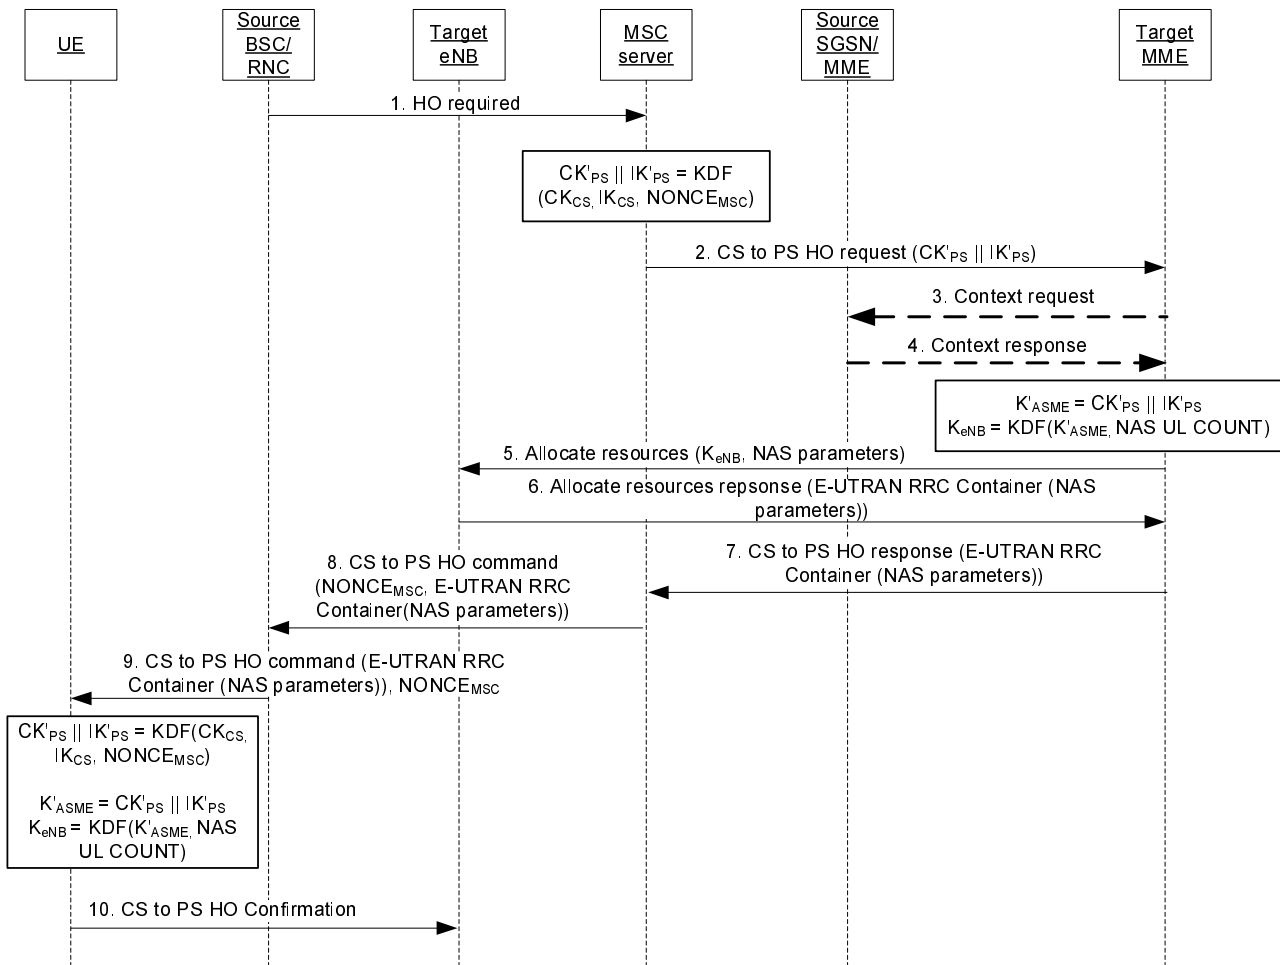 UE
Source
BSC/
RNC
Target
eNB
MSC
server
Source
SGSN/
MME
Target
MME
1. HO required
CK'PS || IK'PS = KDF
(CKCS, IKCS, NONCEMSC)
2. CS to PS HO request (CK'PS || IK'PS)
3. Context request
4. Context response
K'ASME = CK'PS || IK'PS
KeNB = KDF(K'ASME, NAS UL COUNT)
5. Allocate resources (KeNB, NAS parameters)
6. Allocate resources repsonse (E-UTRAN RRC Container (NAS
parameters))
7. CS to PS HO response (E-UTRAN RRC
Container (NAS parameters))
8. CS to PS HO command
(NONCEMSC, E-UTRAN RRC
Container(NAS parameters))
9. CS to PS HO command (E-UTRAN RRC
Container (NAS parameters)), NONCEMSC
CK'PS || IK'PS = KDF(CKCS,
IKCS, NONCEMSC)
K'ASME = CK'PS || IK'PS
KeNB = KDF(K'ASME, NAS
UL COUNT)
10. CS to PS HO Confirmation